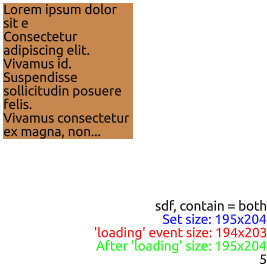 Lorem ipsum dolor
sit e
Consectetur
adipiscing elit.
Vivamus id.
Suspendisse
sollicitudin posuere
felis.
Vivamus consectetur
ex magna, non...
sdf, contain = both
Set size: 195x204
'loading' event size: 194x203
After 'loading' size: 195x204
5